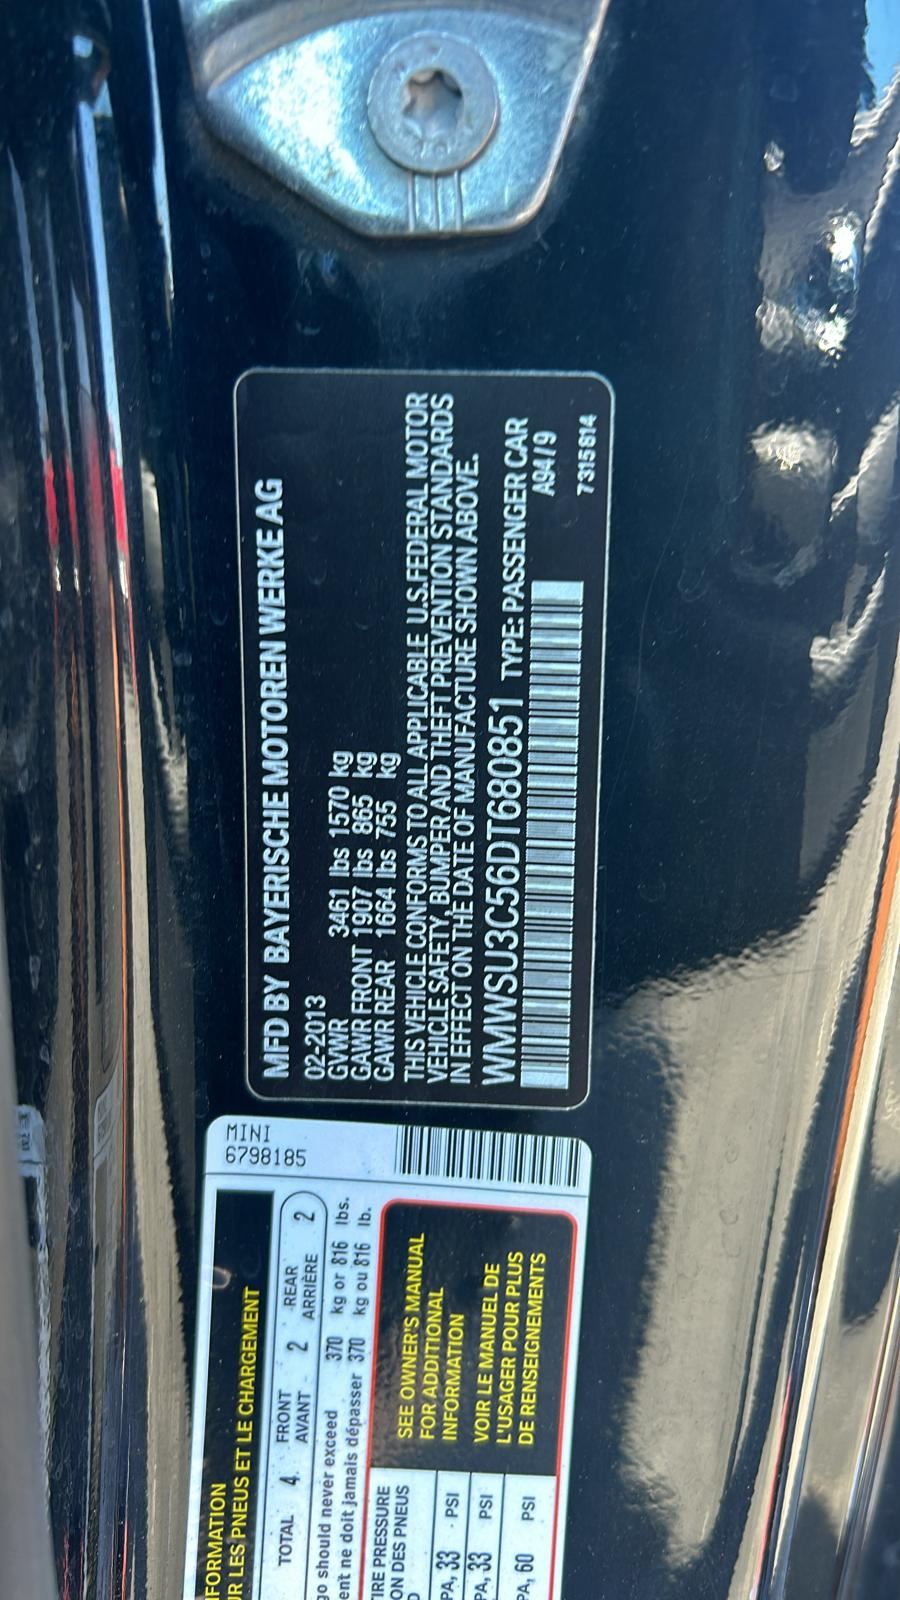 MFD BY BAYERISCHE MOTOREN WERKE AG
02-2013
GVWR 3461 lbs 1570 kg
GAWR FRONT 1907 lbs 865 kg
GAWR REAR 1664 lbs 755 kg
THIS VEHICLE CONFORMS TO ALL APPLICABLE U.S.FEDERAL MOTOR
VEHICLE SAFETY, BUMPER AND THEFT PREVENTION STANDARDS
IN EFFECT ON THE DATE OF MANUFACTURE SHOWN ABOVE.
WMWSU3C56DT680851 TYPE: PASSENGER CAR
A94/9
7315614
MINI
6798185
UR LES PNEUS ET LE CHARGEMENT
TOTAL 4 FRONT 2 REAR 2
AVANT ARRIÈRE
go should never exceed 370 kg or 816 lbs.
ent ne doit jamais dépasser 370 kg ou 816 lb.
TIRE PRESSURE
ON DES PNEUS
PA, 33 PSI
PA, 33 PSI
PA, 60 PSI
SEE OWNER'S MANUAL
FOR ADDITIONAL
INFORMATION
VOIR LE MANUEL DE
L'USAGER POUR PLUS
DE RENSEIGNEMENTS